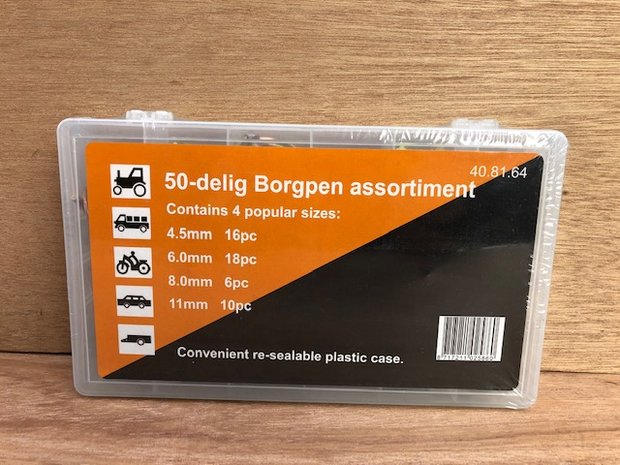 40.81.64
50-delig Borgpen assortiment
Contains 4 popular sizes:
4.5mm 16pc
6.0mm 18pc
8.0mm 6pc
11mm 10pc
Convenient re-sealable plastic case.